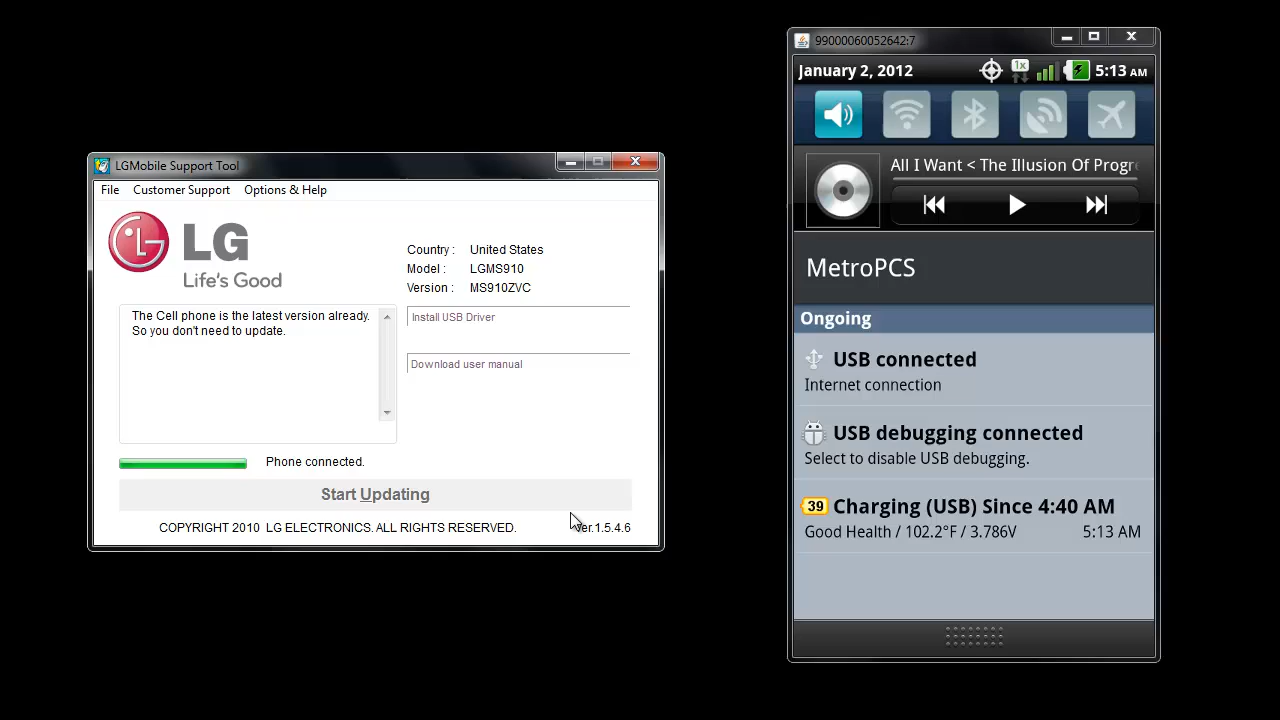 LGMobile Support Tool
File Customer Support Options & Help
LG
LG
Life's Good
Country : United States
Model : LGMS910
Version : MS910ZVC
The Cell phone is the latest version already.
So you don't need to update.
Install USB Driver
Download user manual
Phone connected.
Start Updating
COPYRIGHT 2010 LG ELECTRONICS. ALL RIGHTS RESERVED.
Ver.1.5.4.6
99000060052642:7
January 2, 2012 1x 5:13 AM
All I Want < The Illusion Of Progr
MetroPCS
Ongoing
USB connected
Internet connection
USB debugging connected
Select to disable USB debugging.
39 Charging (USB) Since 4:40 AM
Good Health / 102.2°F / 3.786V 5:13 AM